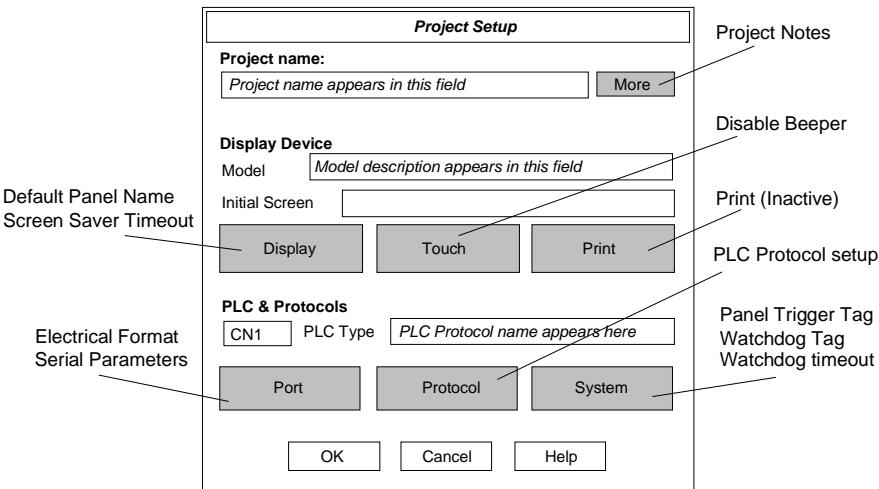 Project Setup
Project Notes
Project name:
Project name appears in this field
More
Disable Beeper
Display Device
Model
Model description appears in this field
Default Panel Name
Screen Saver Timeout
Initial Screen
Print (Inactive)
Display
Touch
Print
PLC Protocol setup
PLC & Protocols
CN1
PLC Type
PLC Protocol name appears here
Panel Trigger Tag
Watchdog Tag
Watchdog timeout
Electrical Format
Serial Parameters
Port
Protocol
System
OK
Cancel
Help